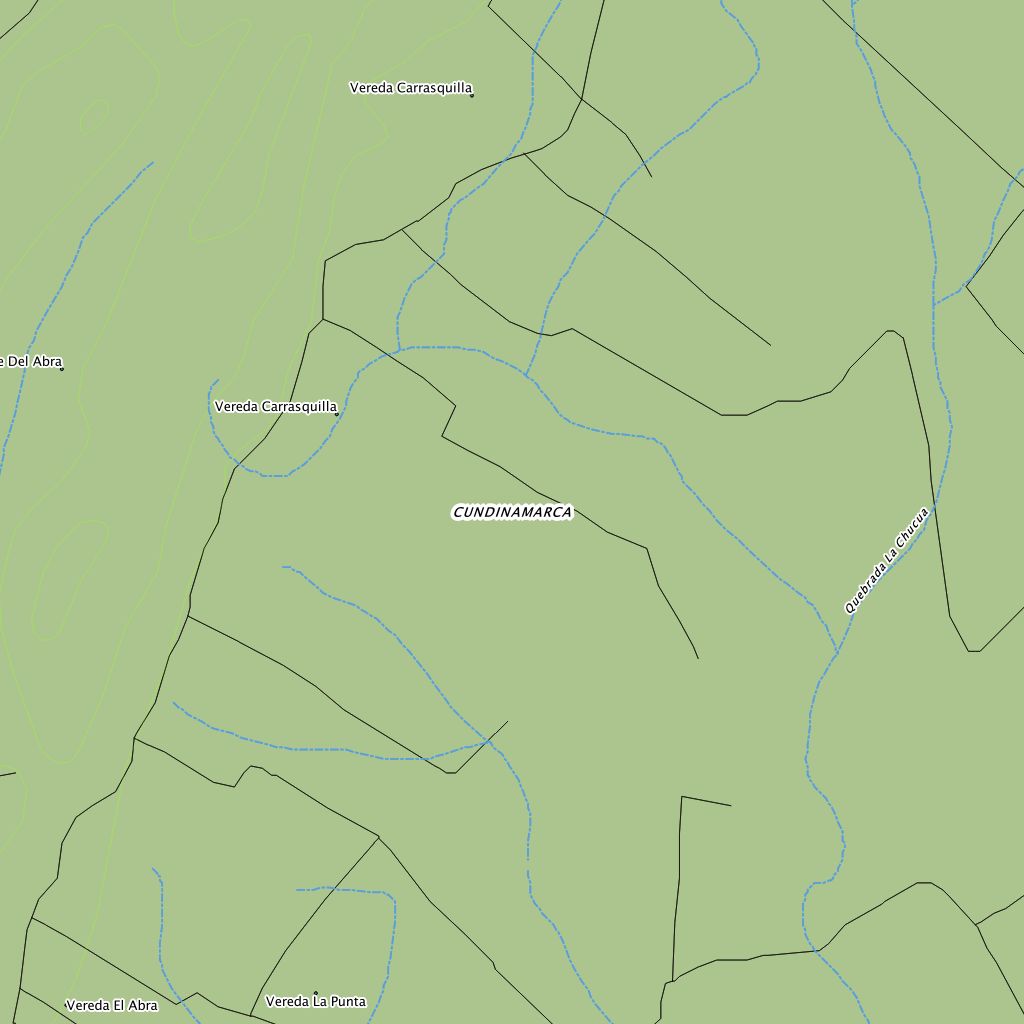 Vereda Carrasquilla
e Del Abra
Vereda Carrasquilla
CUNDINAMARCA
Quebrada La Chucua
Vereda El Abra
Vereda La Punta